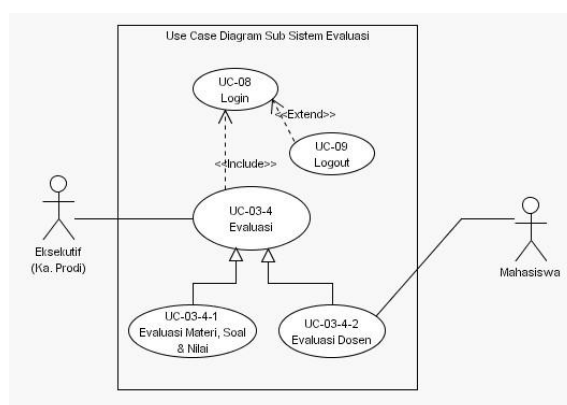 Use Case Diagram Sub Sistem Evaluasi
UC-08
Login
<<Extend>>
UC-09
Logout
<<Include>>
UC-03-4
Evaluasi
Eksekutif
(Ka. Prodi)
Mahasiswa
UC-03-4-1
Evaluasi Materi, Soal
& Nilai
UC-03-4-2
Evaluasi Dosen